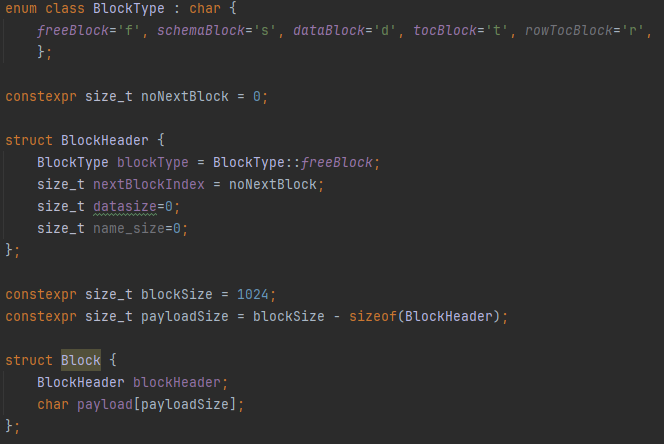 enum class BlockType : char {
    freeBlock='f', schemaBlock='s', dataBlock='d', tocBlock='t', rowTocBlock='r',
    };
constexpr size_t noNextBlock = 0;
struct BlockHeader {
    BlockType blockType = BlockType::freeBlock;
    size_t nextBlockIndex = noNextBlock;
    size_t datasize=0;
    size_t name_size=0;
};
constexpr size_t blockSize = 1024;
constexpr size_t payloadSize = blockSize - sizeof(BlockHeader);
struct Block {
    BlockHeader blockHeader;
    char payload[payloadSize];
};